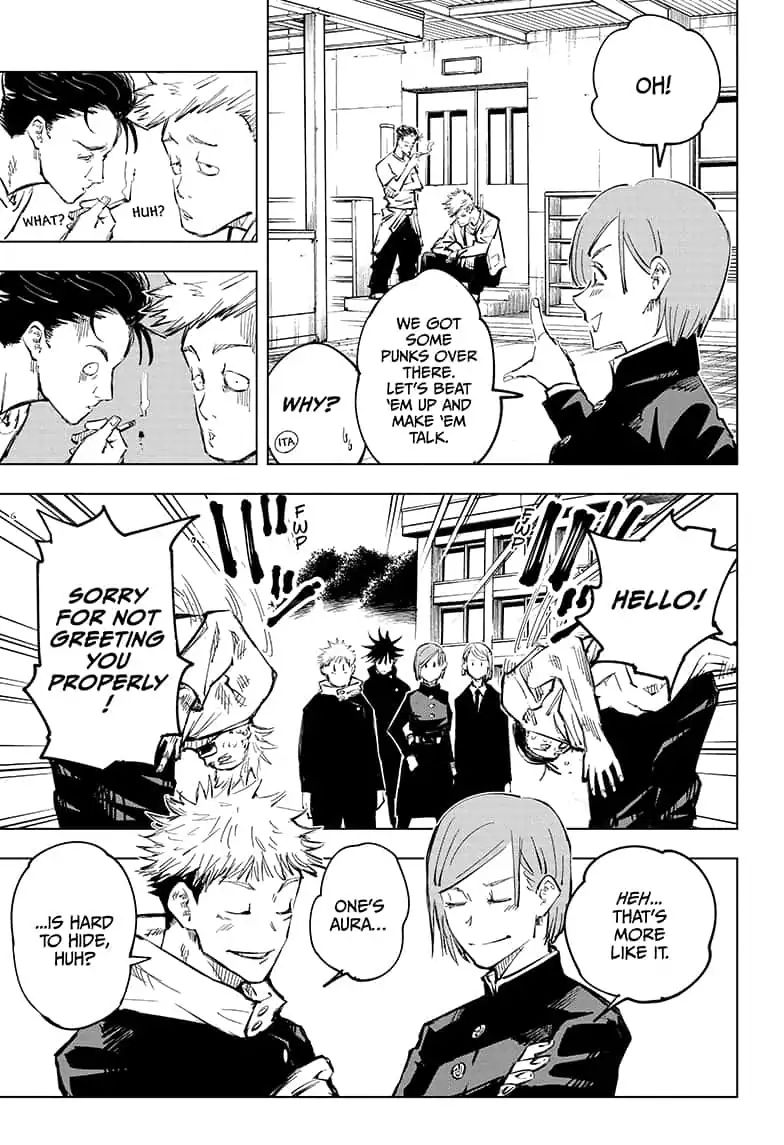 OH!
WE GOT
SOME
PUNKS OVER
THERE.
LET'S BEAT
'EM UP AND
MAKE 'EM
TALK.
WHY?
ITA
HUH?
WHAT?
HELLO!
FWP
FWP
SORRY
FOR NOT
GREETING
YOU
PROPERLY
!
HEH...
THAT'S
MORE
LIKE IT.
ONE'S
AURA...
...IS HARD
TO HIDE,
HUH?